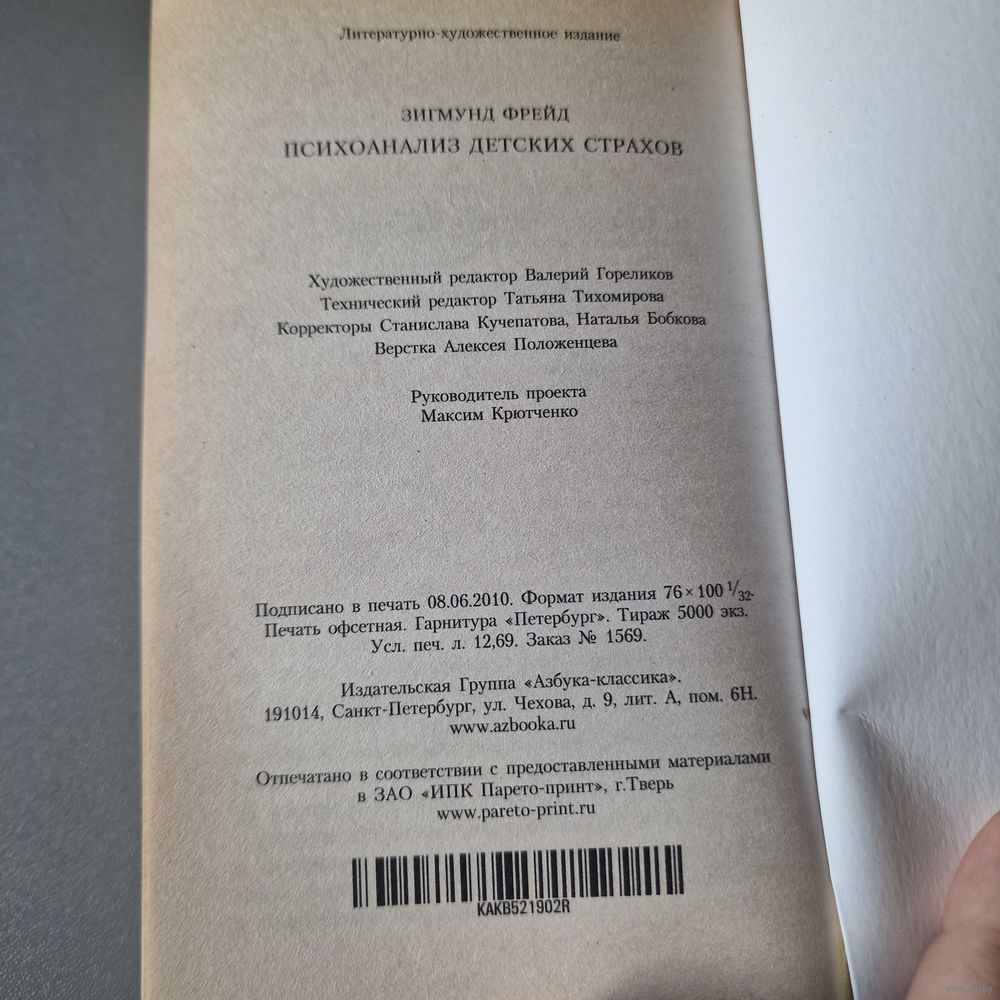 Литературно-художественное издание
ЗИГМУНД ФРЕЙД
ПСИХОАНАЛИЗ ДЕТСКИХ СТРАХОВ
Художественный редактор Валерий Гореликов
Технический редактор Татьяна Тихомирова
Корректоры Станислава Кучепатова, Наталья Бобкова
Верстка Алексея Положенцева
Руководитель проекта
Максим Крютченко
Подписано в печать 08.06.2010. Формат издания 76 × 100 1/32.
Печать офсетная. Гарнитура «Петербург». Тираж 5000 экз.
Усл. печ. л. 12,69. Заказ № 1569.
Издательская Группа «Азбука-классика».
191014, Санкт-Петербург, ул. Чехова, д. 9, лит. А, пом. 6Н.
www.azbooka.ru
Отпечатано в соответствии с предоставленными материалами
в ЗАО «ИПК Парето-принт», г.Тверь
www.pareto-print.ru
KAKB521902R